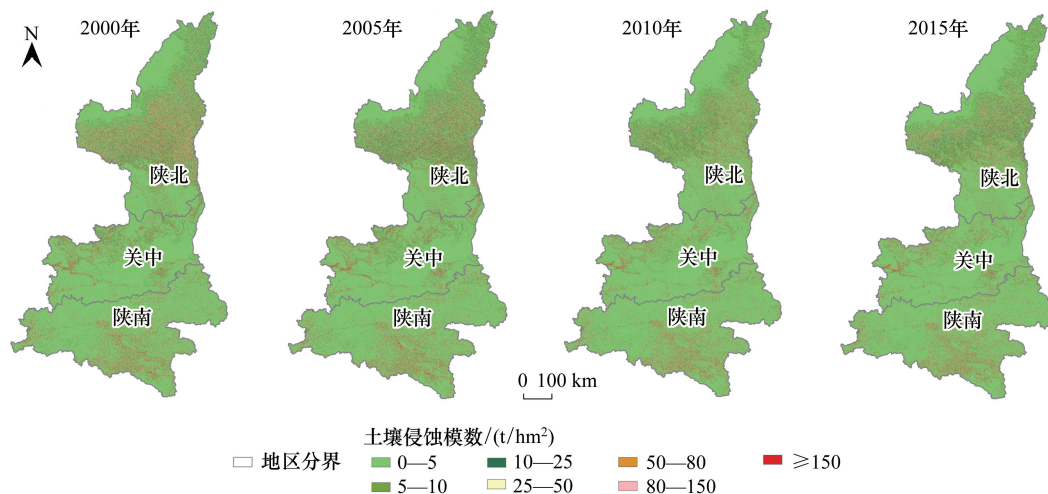 N
2000年
2005年
2010年
2015年
陕北
陕北
陕北
陕北
关中
关中
关中
关中
陕南
陕南
陕南
陕南
0 100 km
土壤侵蚀模数/(t/hm²)
地区分界
0—5
10—25
50—80
≥150
5—10
25—50
80—150